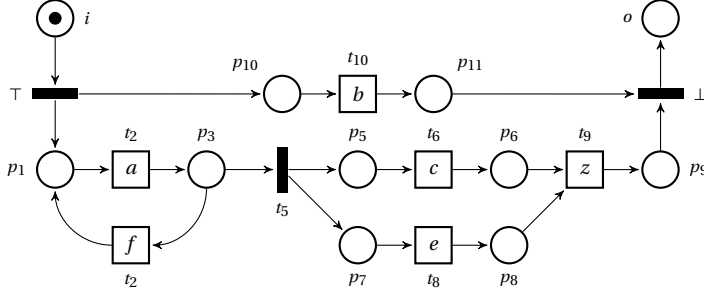 i o
t10
p10 p11
⊤ b ⊥
t2 p3 p5 t6 p6 t9
p1 a c z p9
t5
f e
t2 p7 t8 p8